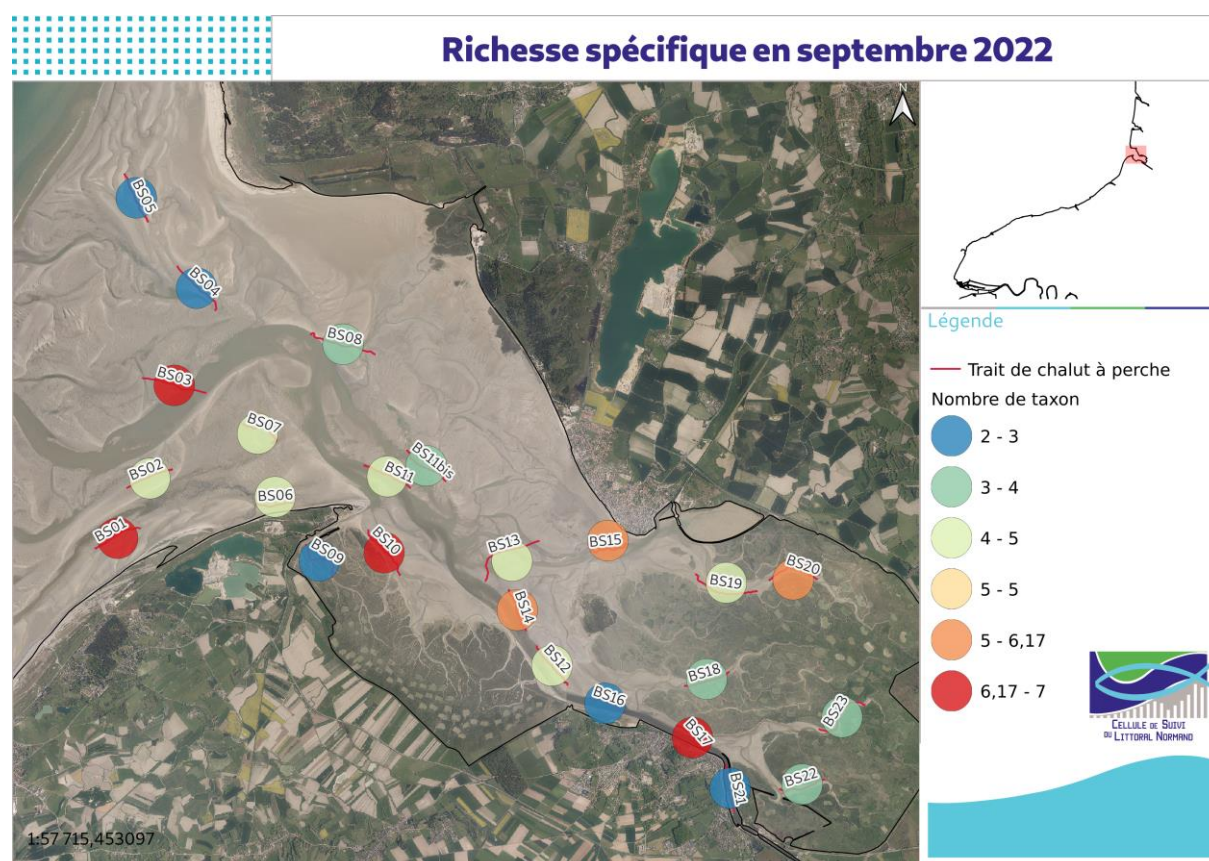 Richesse spécifique en septembre 2022
N
BS05
BS04
BS08
BS03
BS07
BS02
BS11
BS11bis
BS06
BS01
BS09
BS10
BS13
BS15
BS19
BS20
BS14
BS12
BS18
BS16
BS23
BS17
BS21
BS22
1:57 715,453097
Légende
Trait de chalut à perche
Nombre de taxon
2 - 3
3 - 4
4 - 5
5 - 5
5 - 6,17
6,17 - 7
CELLULE DE SUIVI
DU LITTORAL NORMAND